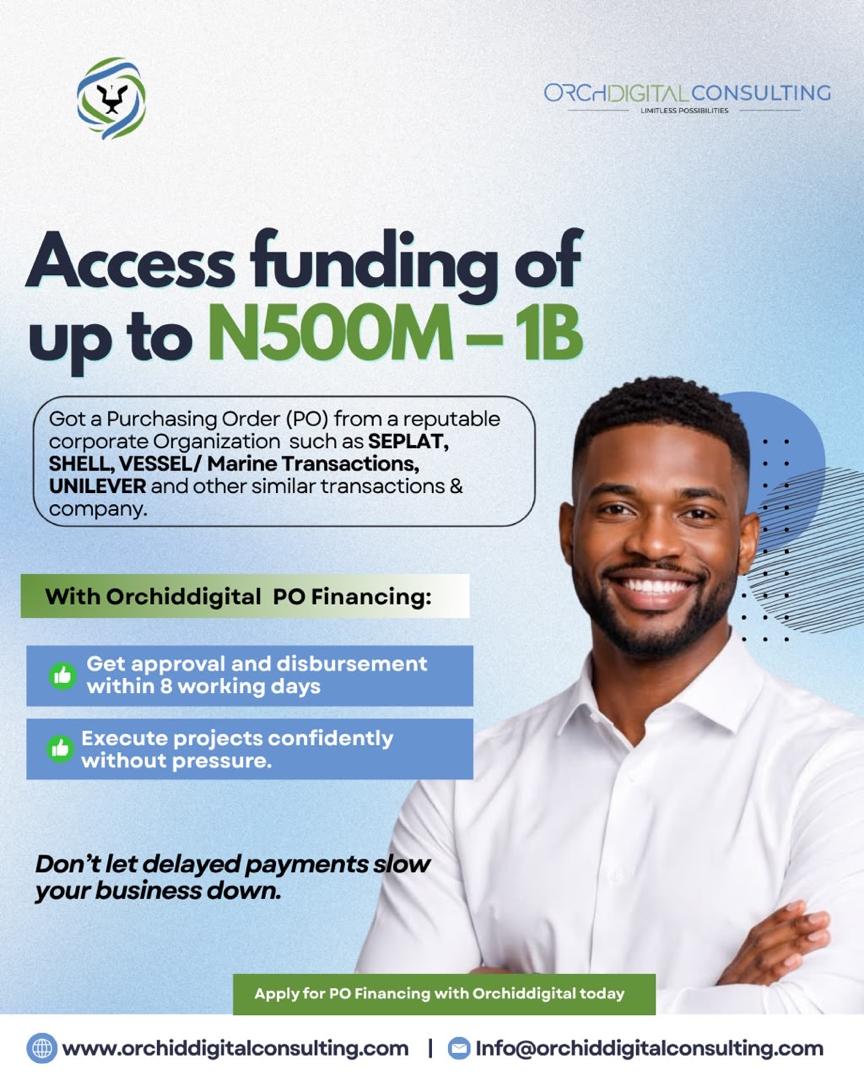 ORCHDIGITALCONSULTING
LIMITLESS POSSIBILITIES
Access funding of
up to N500M – 1B
Got a Purchasing Order (PO) from a reputable
corporate Organization such as SEPLAT,
SHELL, VESSEL/ Marine Transactions,
UNILEVER and other similar transactions &
company.
With Orchiddigital PO Financing:
Get approval and disbursement
within 8 working days
Execute projects confidently
without pressure.
Don't let delayed payments slow
your business down.
Apply for PO Financing with Orchiddigital today
www.orchiddigitalconsulting.com | Info@orchiddigitalconsulting.com